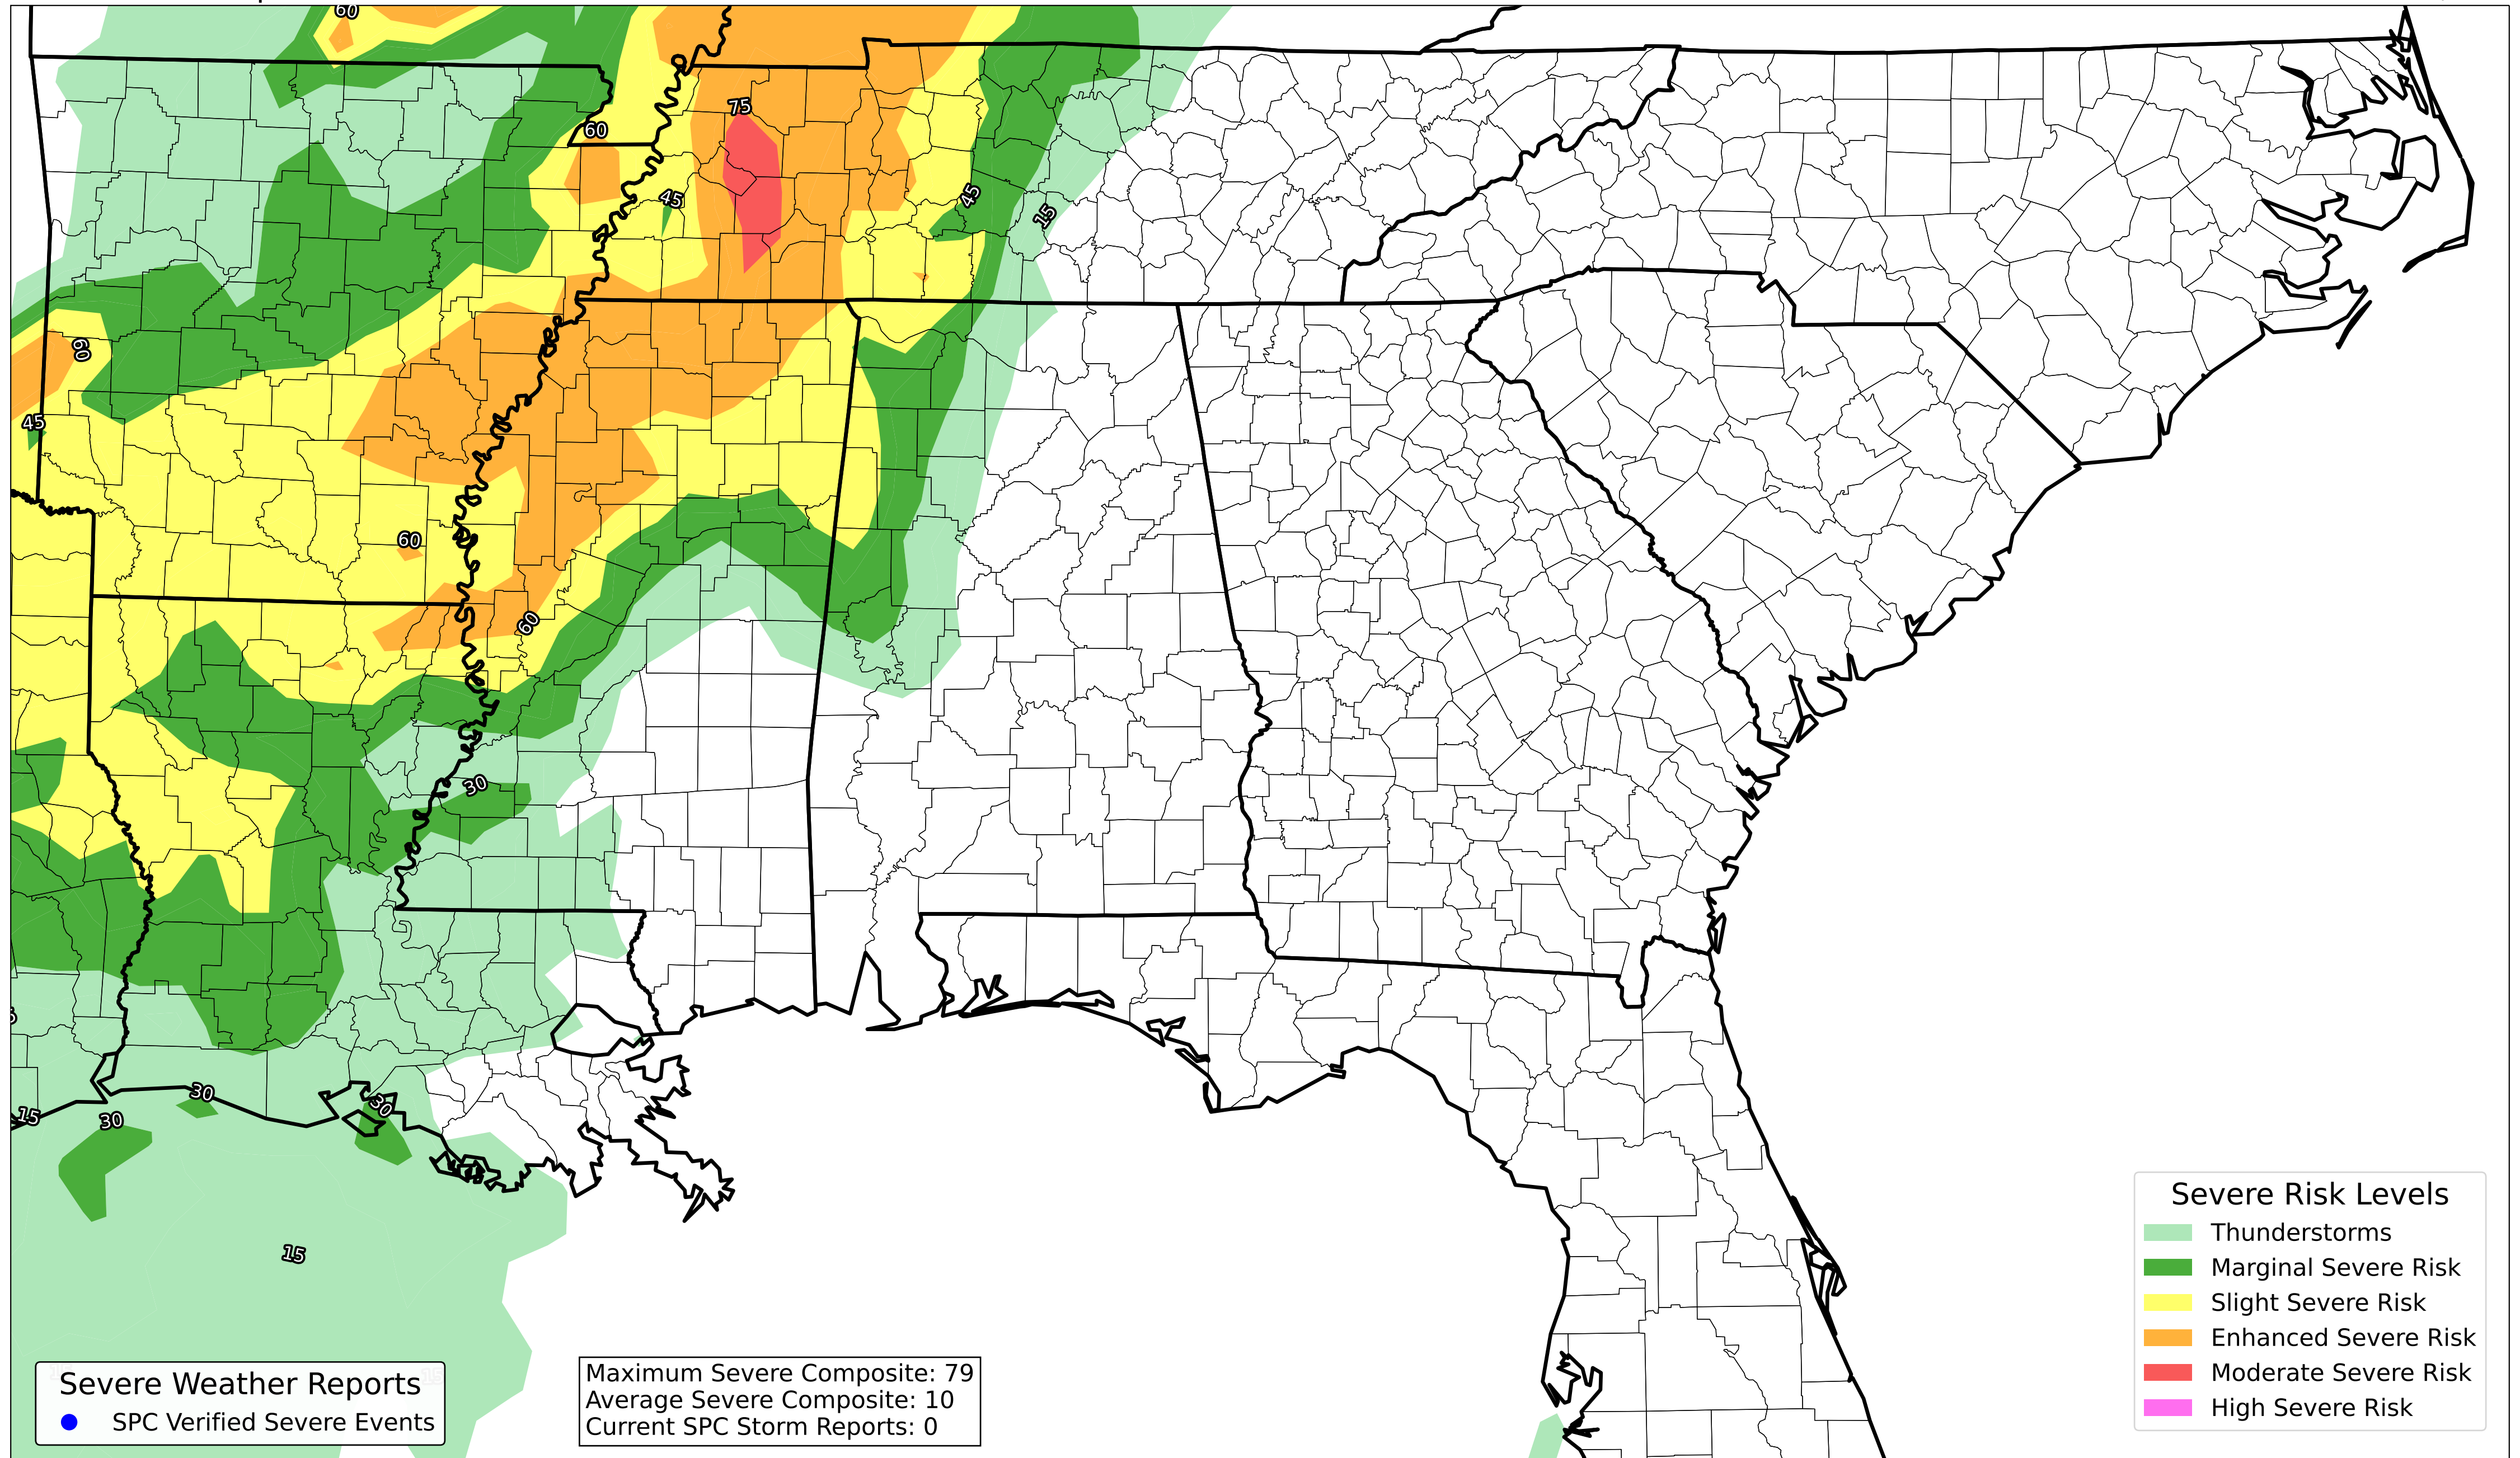 60
75
60
45
45
15
60
45
60
60
30
30
30
30
15
15
Severe Risk Levels
Thunderstorms
Marginal Severe Risk
Slight Severe Risk
Enhanced Severe Risk
Moderate Severe Risk
High Severe Risk
Severe Weather Reports
SPC Verified Severe Events
Maximum Severe Composite: 79
Average Severe Composite: 10
Current SPC Storm Reports: 0